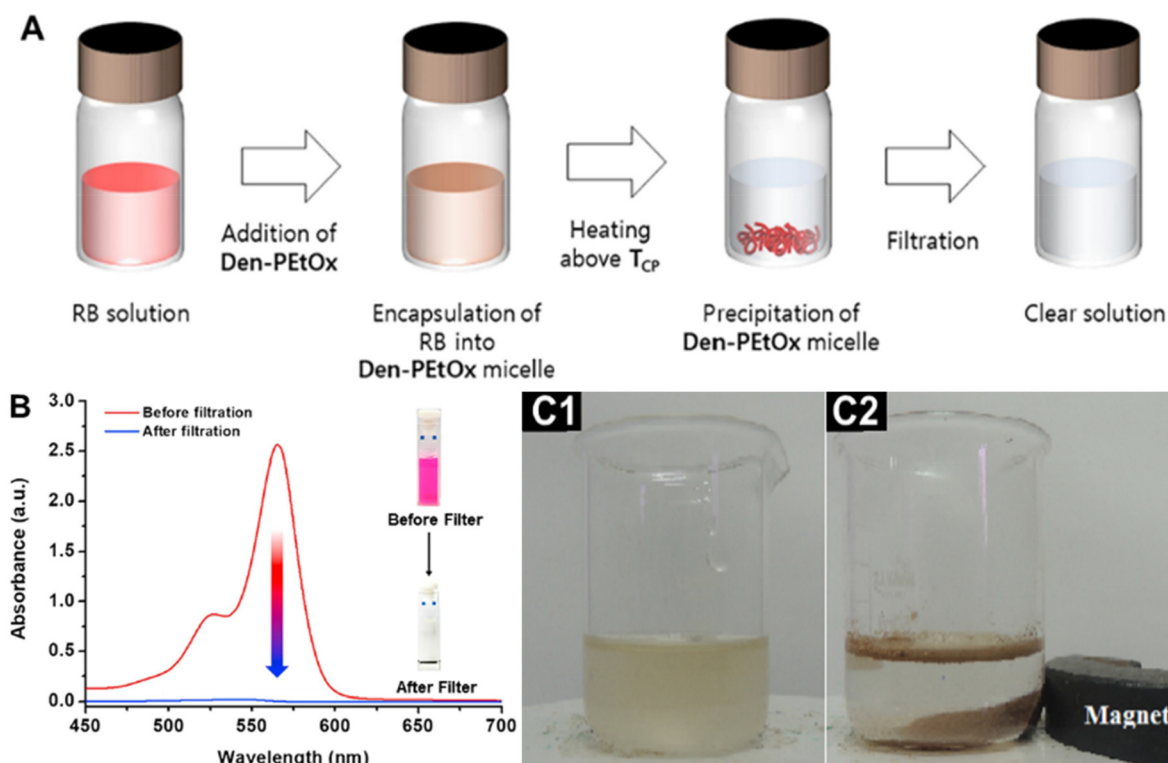 A
Addition of
Den-PEtOx
Heating
above TCP
Filtration
RB solution
Encapsulation of
RB into
Den-PEtOx micelle
Precipitation of
Den-PEtOx micelle
Clear solution
B
Before filtration
After filtration
3.0
2.5
2.0
1.5
1.0
0.5
0.0
Absorbance (a.u.)
Before Filter
After Filter
450 500 550 600 650 700
Wavelength (nm)
C1
C2
Magnet